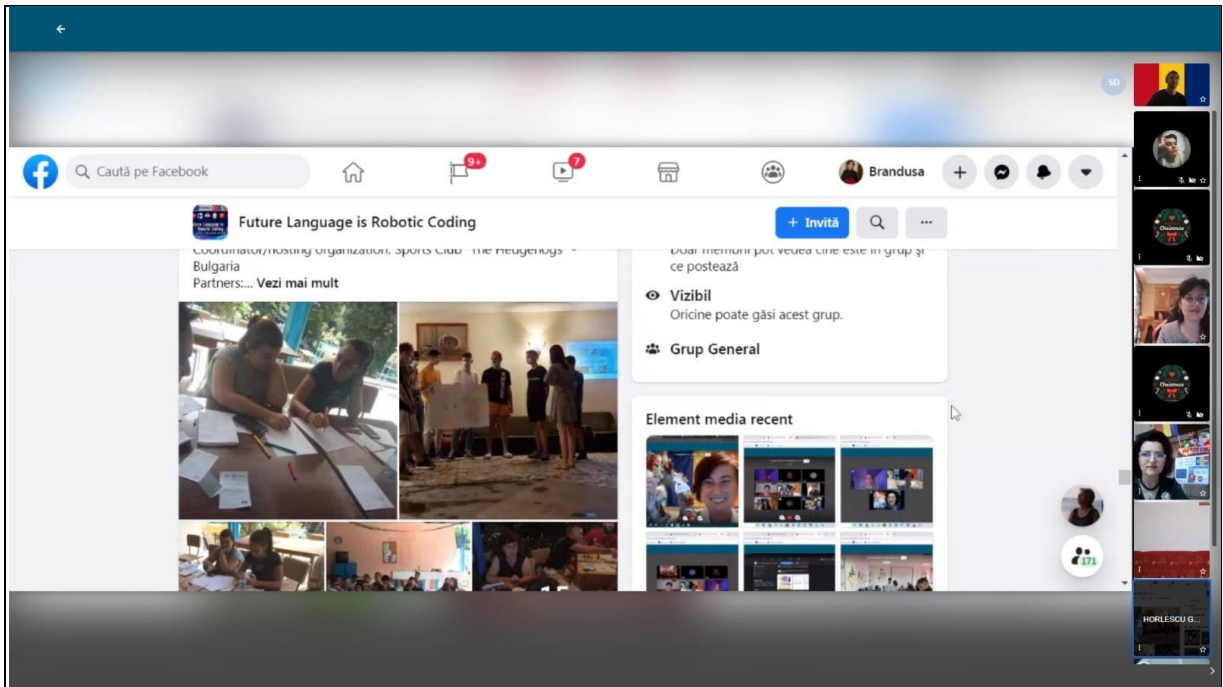 SD
Caută pe Facebook
9+
7
Brandusa
Future Language is Robotic Coding
+ Invită
Coordinator/hosting organization: Sports Club "The Hedgehogs" -
Bulgaria
Partners:... Vezi mai mult
Doar membrii pot vedea cine este în grup și
ce postează
Vizibil
Oricine poate găsi acest grup.
Grup General
Element media recent
171
Christmas
Christmas
HORLESCU G...